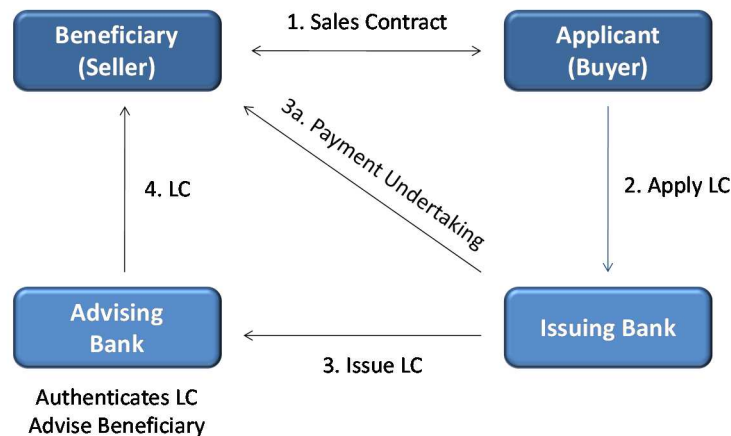 Beneficiary
(Seller)
1. Sales Contract
Applicant
(Buyer)
3a. Payment Undertaking
4. LC
2. Apply LC
Advising
Bank
3. Issue LC
Issuing Bank
Authenticates LC
Advise Beneficiary